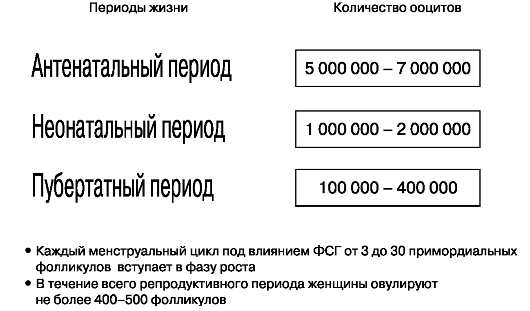 Периоды жизни Количество ооцитов
Антенатальный период 5 000 000 – 7 000 000
Неонатальный период 1 000 000 – 2 000 000
Пубертатный период 100 000 – 400 000
• Каждый менструальный цикл под влиянием ФСГ от 3 до 30 примордиальных
фолликулов вступает в фазу роста
• В течение всего репродуктивного периода женщины овулируют
не более 400–500 фолликулов